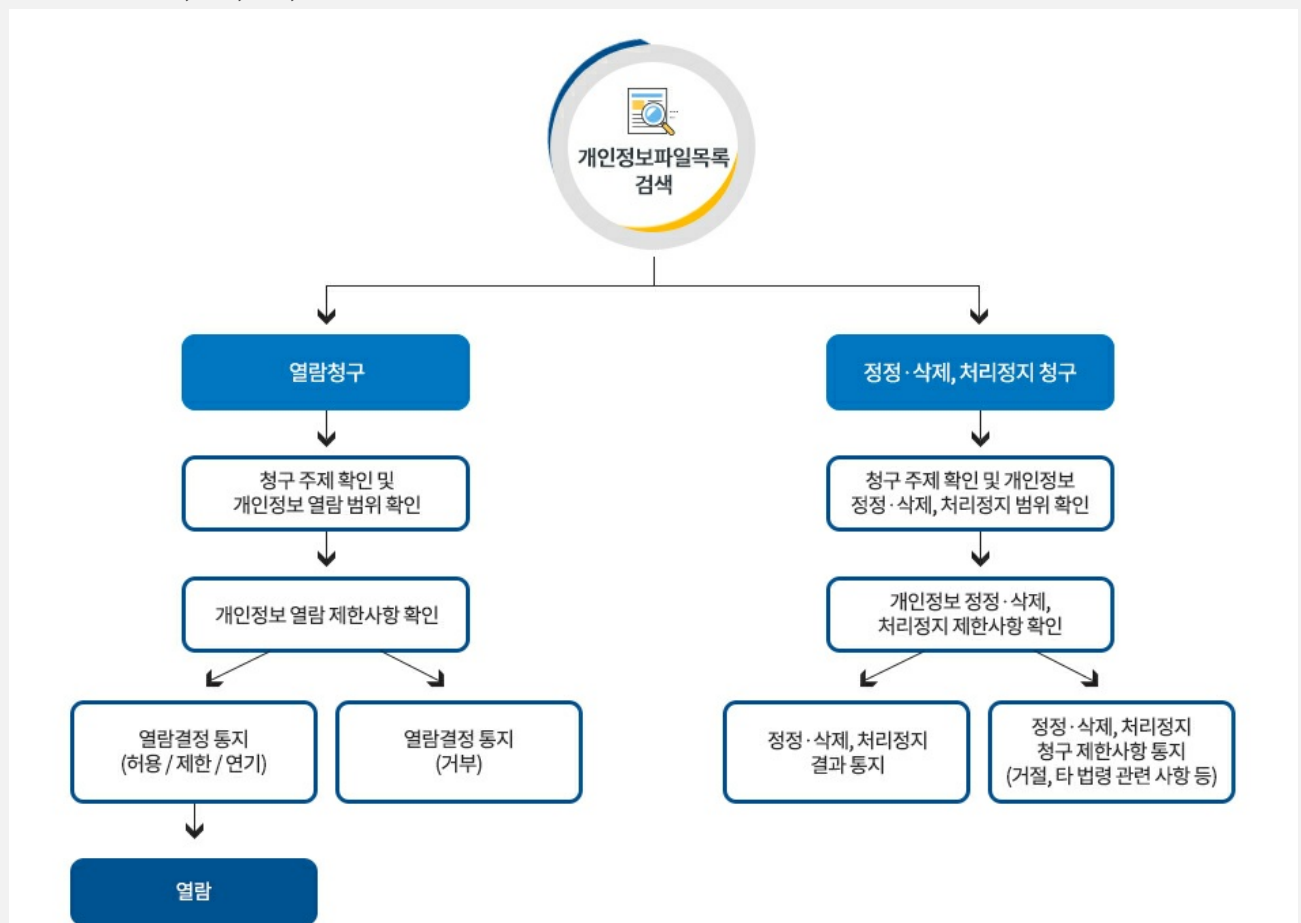 개인정보파일목록
검색
열람청구
정정·삭제, 처리정지 청구
청구 주제 확인 및
개인정보 열람 범위 확인
청구 주제 확인 및 개인정보
정정·삭제, 처리정지 범위 확인
개인정보 열람 제한사항 확인
개인정보 정정·삭제,
처리정지 제한사항 확인
열람결정 통지
(허용 / 제한 / 연기)
열람결정 통지
(거부)
정정·삭제, 처리정지
결과 통지
정정·삭제, 처리정지
청구 제한사항 통지
(거절, 타 법령 관련 사항 등)
열람